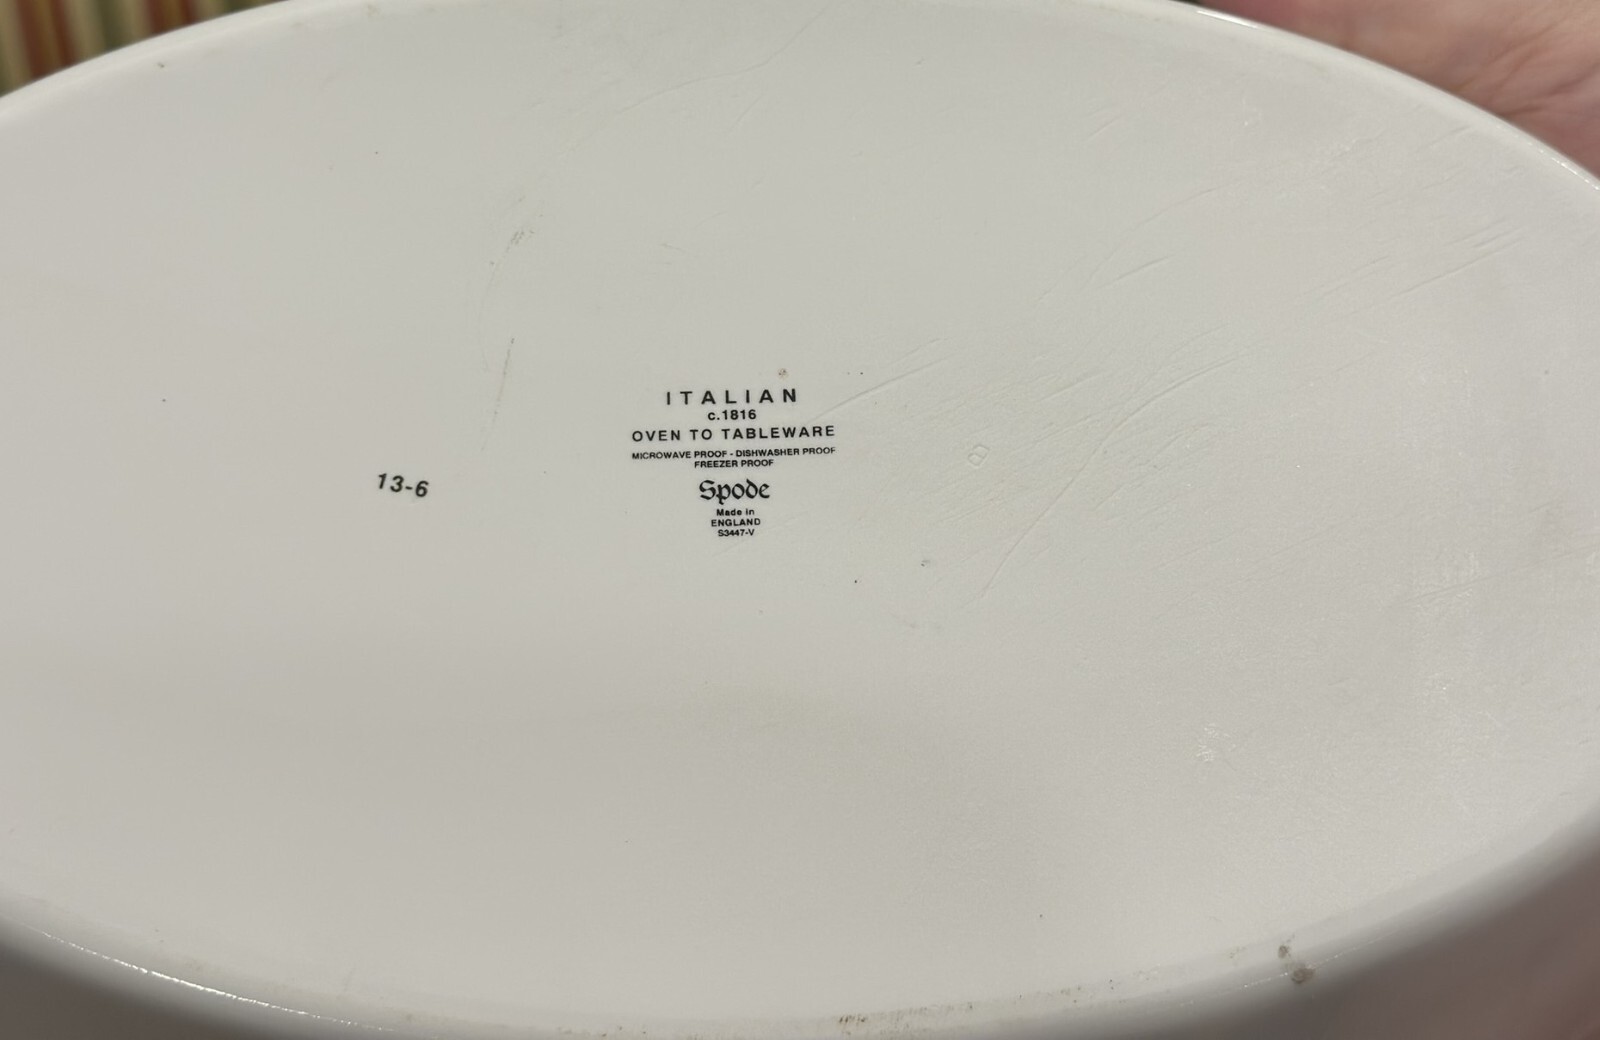 ITALIAN
c.1816
OVEN TO TABLEWARE
MICROWAVE PROOF - DISHWASHER PROOF
FREEZER PROOF
Spode
Made in
ENGLAND
S3447-V
13-6